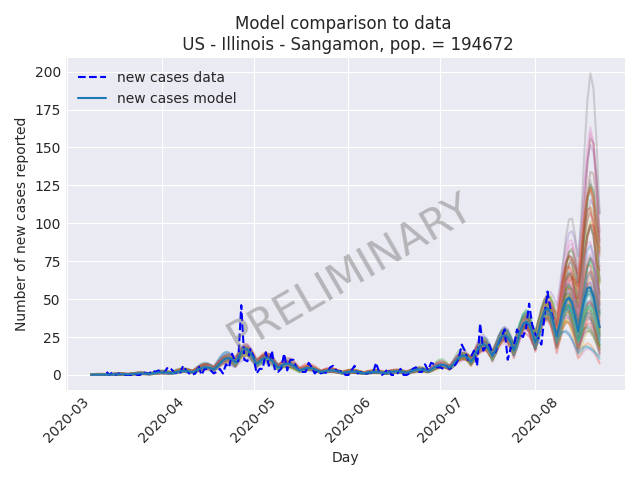 Model comparison to data
US - Illinois - Sangamon, pop. = 194672
new cases data
new cases model
Number of new cases reported
200
175
150
125
100
75
50
25
0
PRELIMINARY
2020-03
2020-04
2020-05
2020-06
2020-07
2020-08
Day